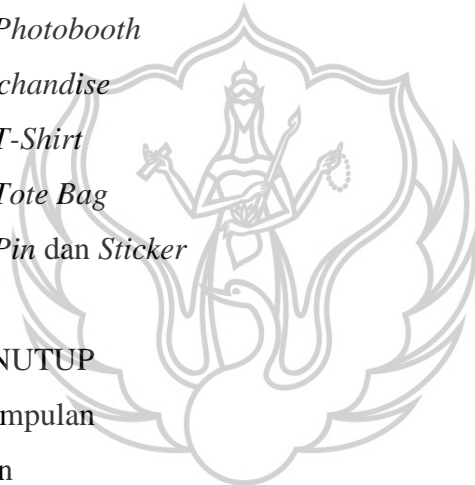 Photobooth
chandise
T-Shirt
Tote Bag
Pin dan Sticker
NUTUP
mpulan
n